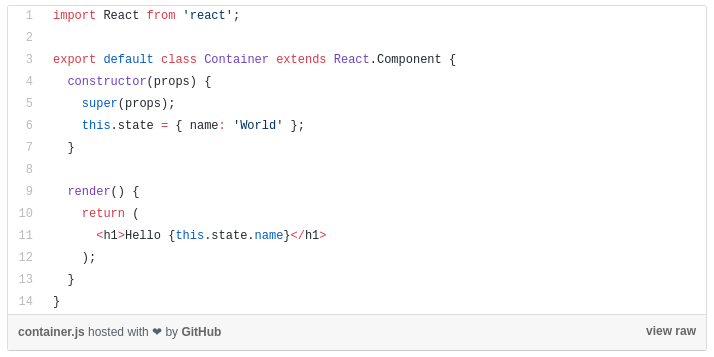 1 import React from 'react';
2
3 export default class Container extends React.Component {
4   constructor(props) {
5     super(props);
6     this.state = { name: 'World' };
7   }
8
9   render() {
10     return (
11       <h1>Hello {this.state.name}</h1>
12     );
13   }
14 }
container.js hosted with ❤ by GitHub view raw